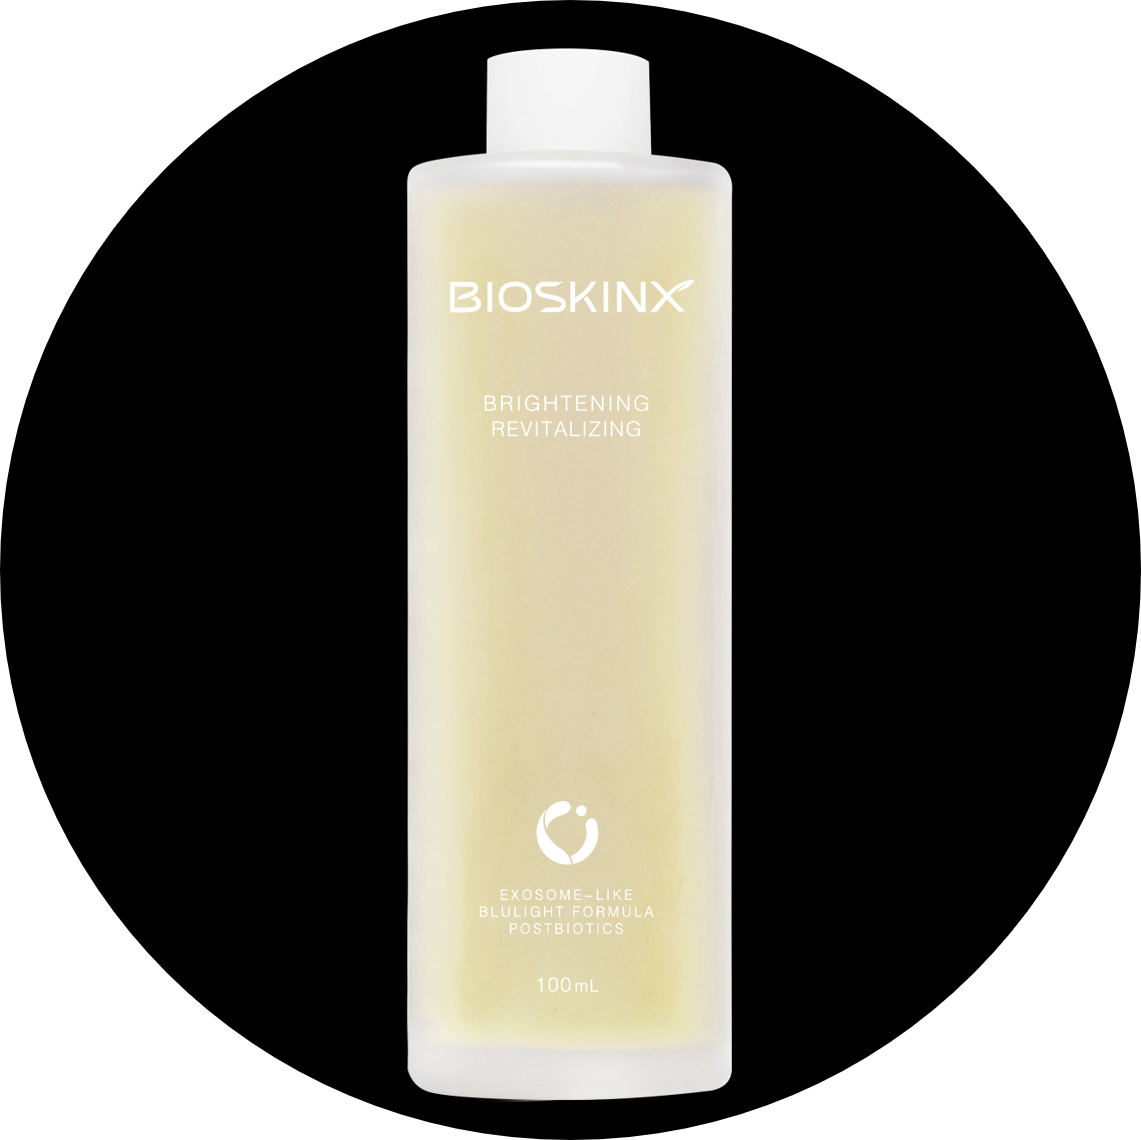 BIOSKINX
BRIGHTENING
REVITALIZING
EXOSOME-LIKE
BLULIGHT FORMULA
POSTBIOTICS
100mL